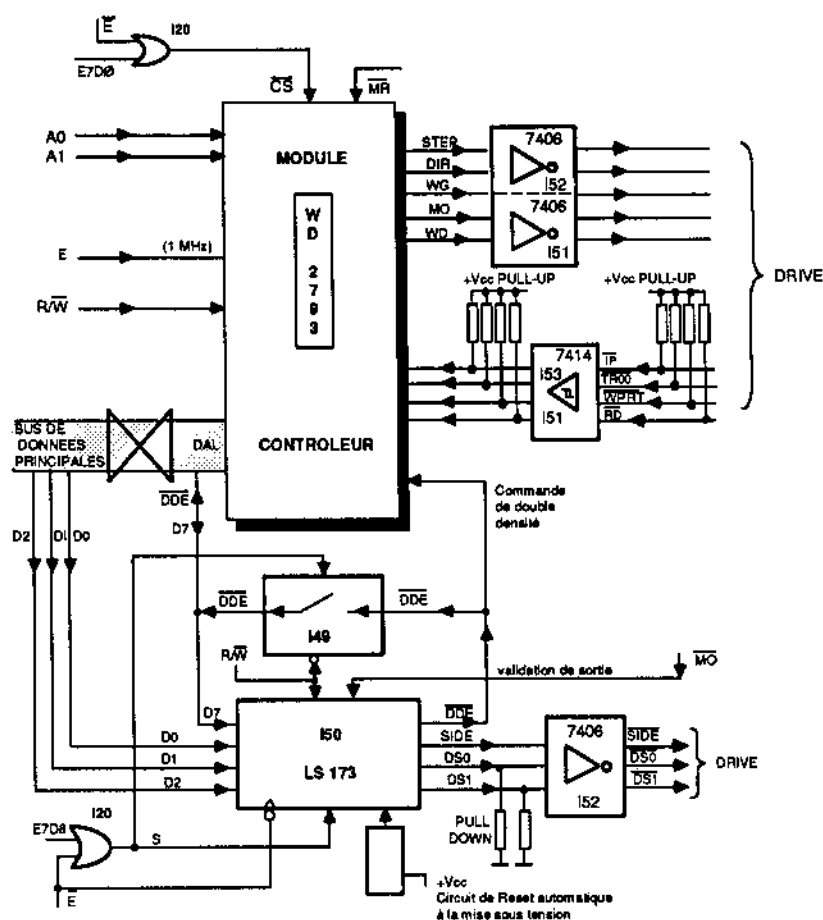 E
I20
E7D0
CS
MR
A0
A1
MODULE
WD 2793
CONTROLEUR
E
(1 MHz)
R/W
STEP
DIR
WG
MO
WD
7406
I52
7406
I51
DRIVE
+Vcc PULL-UP
+Vcc PULL-UP
7414
I53
I51
IP
TR00
WPRT
RD
BUS DE
DONNEES
PRINCIPALES
DAL
DDE
D7
D2
D1
D0
Commande
de double
densité
DDE
DDE
I49
R/W
validation de sortie
MO
D7
D0
D1
D2
I50
LS 173
DDE
SIDE
DS0
DS1
7406
I52
SIDE
DS0
DS1
DRIVE
PULL
DOWN
I20
E7D8
S
E
+Vcc
Circuit de Reset automatique
à la mise sous tension